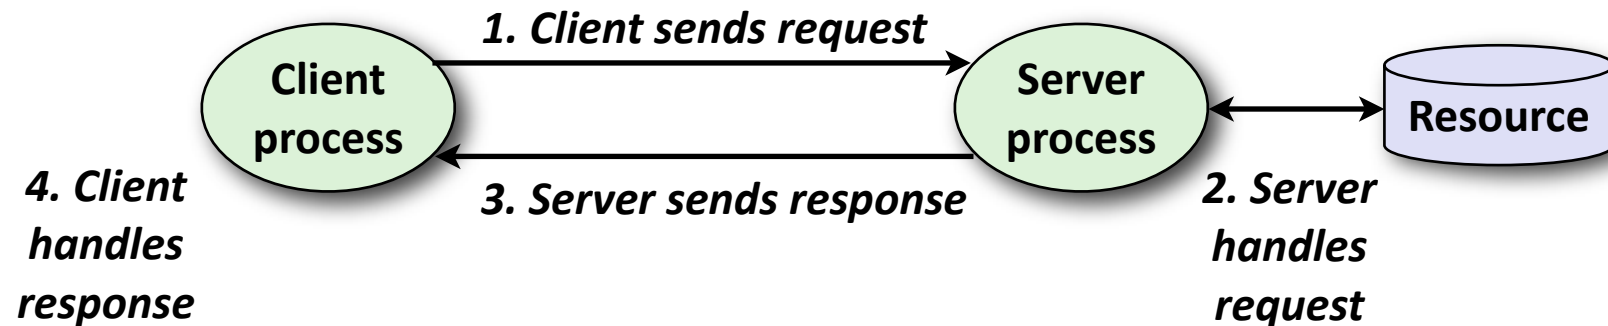 1. Client sends request
Client
process
Server
process
Resource
3. Server sends response
4. Client
handles
response
2. Server
handles
request